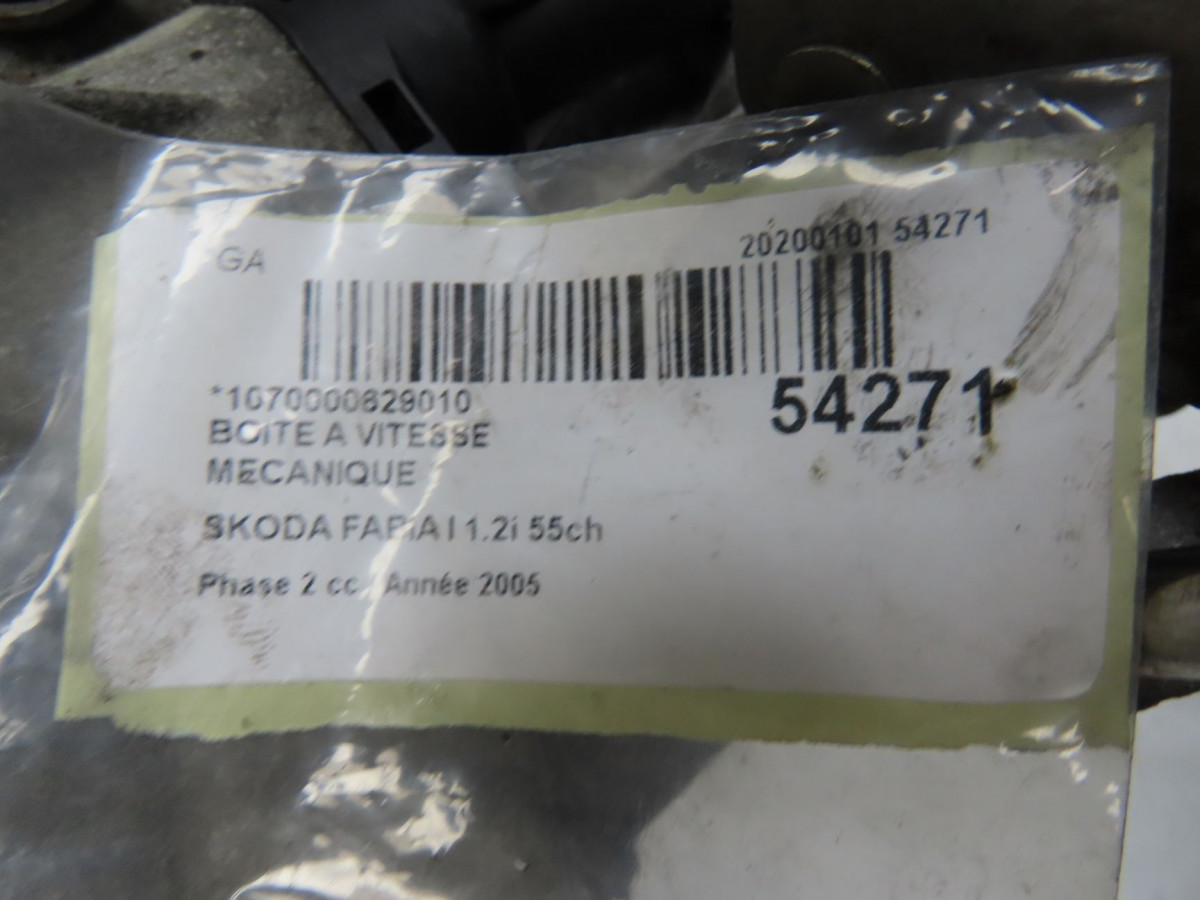 GA
20200101 54271
*1070000829010
54271
BOITE A VITESSE
MECANIQUE
SKODA FABIA I 1.2i 55ch
Phase 2 cc / Année 2005